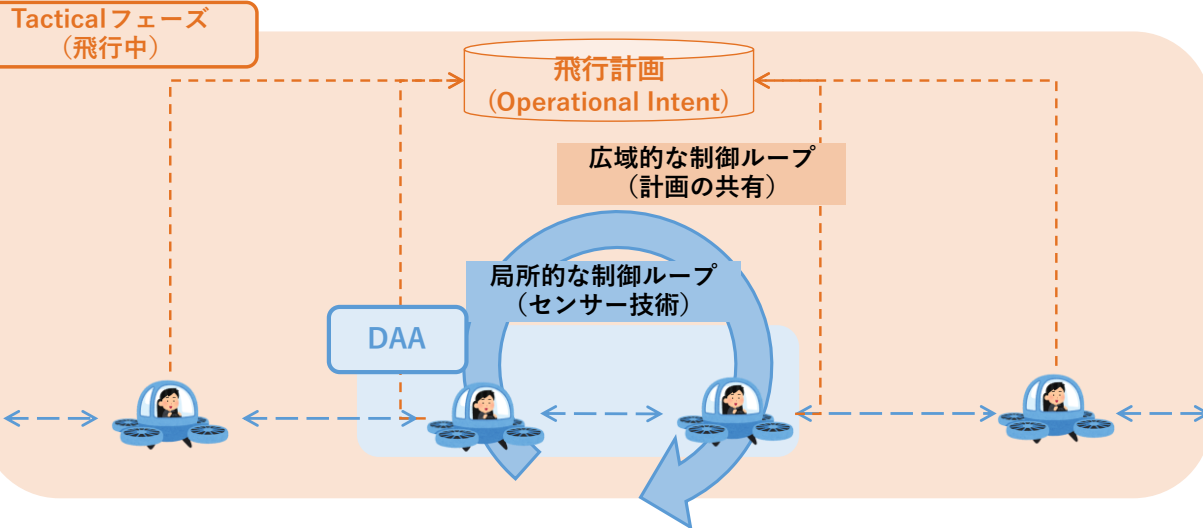 Tacticalフェーズ
（飛行中）
飛行計画
(Operational Intent)
広域的な制御ループ
（計画の共有）
局所的な制御ループ
（センサー技術）
DAA